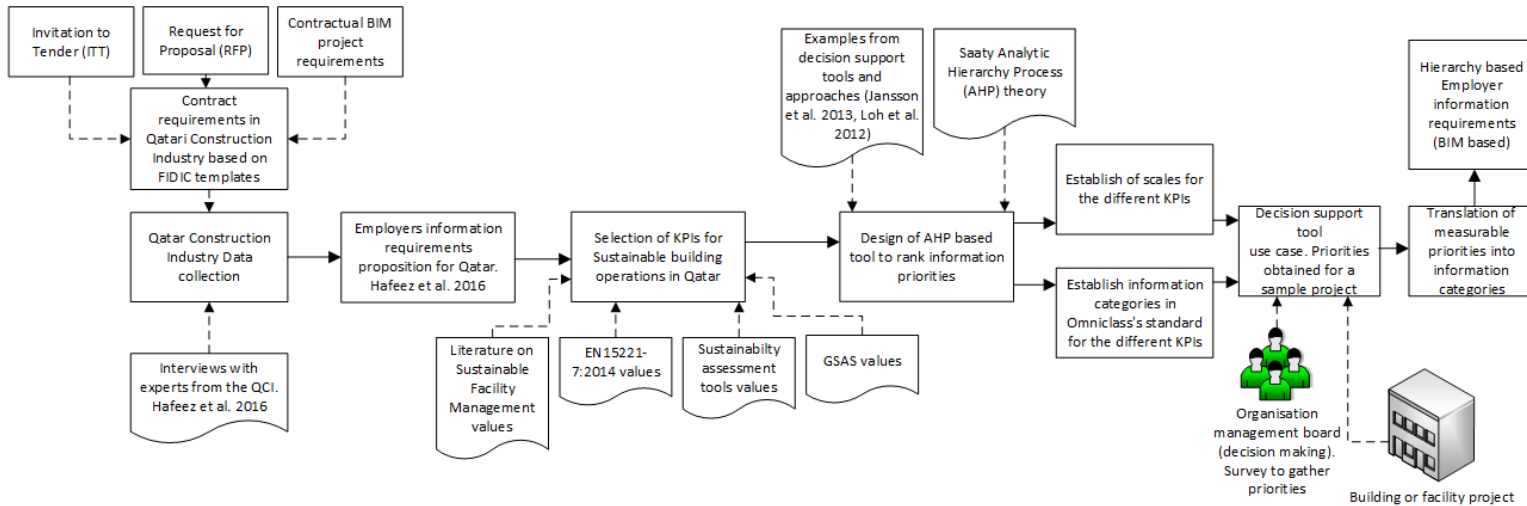 Invitation to
Tender (ITT)
Request for
Proposal (RFP)
Contractual BIM
project
requirements
Contract
requirements in
Qatari Construction
Industry based on
FIDIC templates
Qatar Construction
Industry Data
collection
Interviews with
experts from the QCI.
Hafeez et al. 2016
Employers information
requirements
proposition for Qatar.
Hafeez et al. 2016
Selection of KPIs for
Sustainable building
operations in Qatar
Literature on
Sustainable
Facility
Management
values
EN15221-
7:2014 values
Sustainabilty
assessment
tools values
GSAS values
Examples from
decision support
tools and
approaches (Jansson
et al. 2013, Loh et al.
2012)
Saaty Analytic
Hierarchy Process
(AHP) theory
Design of AHP based
tool to rank information
priorities
Establish of scales for
the different KPIs
Establish information
categories in
Omniclass's standard
for the different KPIs
Decision support
tool
use case. Priorities
obtained for a
sample project
Organisation
management board
(decision making).
Survey to gather
priorities
Building or facility project
Translation of
measurable
priorities into
information
categories
Hierarchy based
Employer
information
requirements
(BIM based)